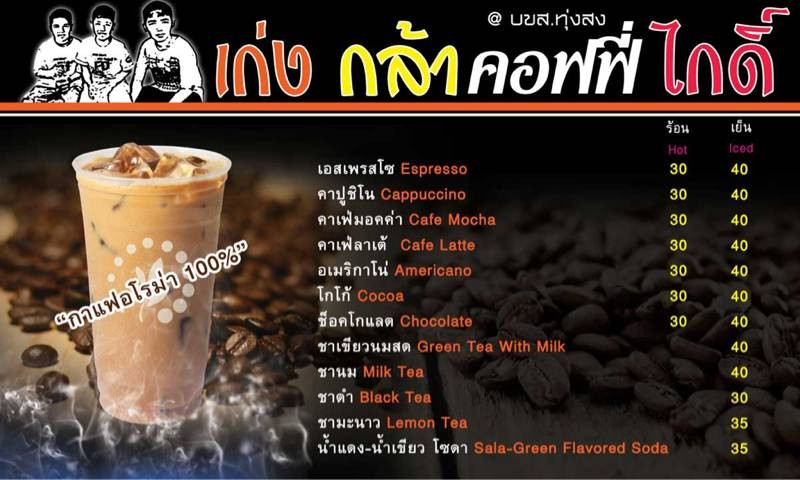 @ บขส.ทุ่งสง
เก่ง กล้า คอฟฟี่ ไกดิ์
ร้อน เย็น
Hot Iced
เอสเพรสโซ Espresso 30 40
คาปูชิโน Cappuccino 30 40
คาเฟ่มอคค่า Cafe Mocha 30 40
คาเฟ่ลาเต้ Cafe Latte 30 40
อเมริกาโน่ Americano 30 40
โกโก้ Cocoa 30 40
ช็อคโกแลต Chocolate 30 40
ชาเขียวนมสด Green Tea With Milk 40
ชานม Milk Tea 40
ชาดำ Black Tea 30
ชามะนาว Lemon Tea 35
น้ำแดง-น้ำเขียว โซดา Sala-Green Flavored Soda 35
“กาแฟอโรม่า 100%”